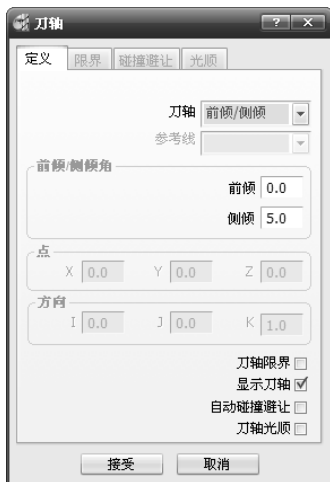 刀轴
定义 限界 碰撞避让 光顺
刀轴 前倾/侧倾
参考线
前倾/侧倾角
前倾 0.0
侧倾 5.0
点
X 0.0 Y 0.0 Z 0.0
方向
I 0.0 J 0.0 K 1.0
刀轴限界
显示刀轴
自动碰撞避让
刀轴光顺
接受 取消